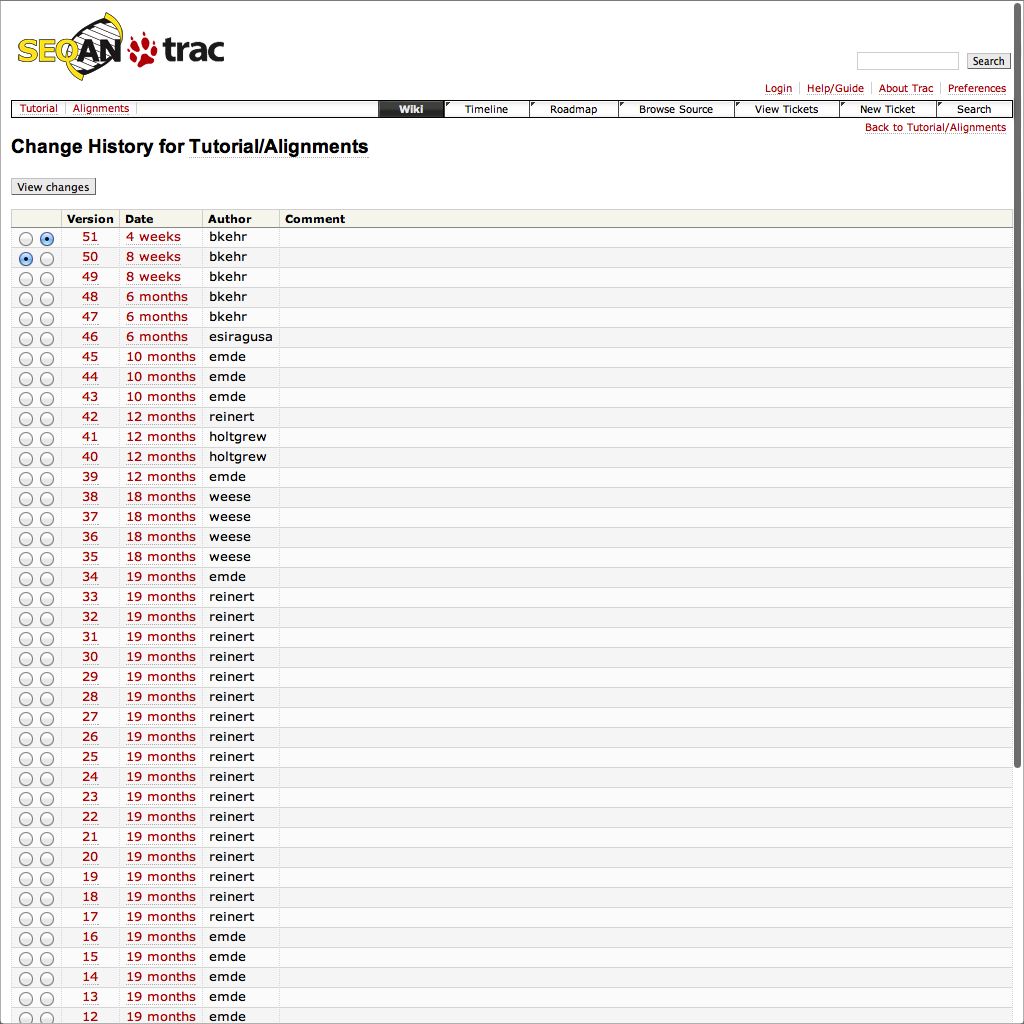 SEQAN trac
Search
Login Help/Guide About Trac Preferences
Tutorial Alignments Wiki Timeline Roadmap Browse Source View Tickets New Ticket Search
Back to Tutorial/Alignments
Change History for Tutorial/Alignments
View changes
Version Date Author Comment
51 4 weeks bkehr
50 8 weeks bkehr
49 8 weeks bkehr
48 6 months bkehr
47 6 months bkehr
46 6 months esiragusa
45 10 months emde
44 10 months emde
43 10 months emde
42 12 months reinert
41 12 months holtgrew
40 12 months holtgrew
39 12 months emde
38 18 months weese
37 18 months weese
36 18 months weese
35 18 months weese
34 19 months emde
33 19 months reinert
32 19 months reinert
31 19 months reinert
30 19 months reinert
29 19 months reinert
28 19 months reinert
27 19 months reinert
26 19 months reinert
25 19 months reinert
24 19 months reinert
23 19 months reinert
22 19 months reinert
21 19 months reinert
20 19 months reinert
19 19 months reinert
18 19 months reinert
17 19 months reinert
16 19 months emde
15 19 months emde
14 19 months emde
13 19 months emde
12 19 months emde